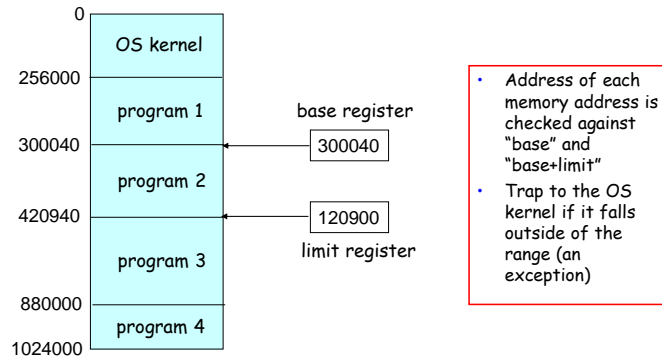 0
OS kernel
256000
program 1
300040
base register
300040
program 2
420940
120900
limit register
program 3
880000
program 4
1024000
• Address of each
memory address is
checked against
“base” and
“base+limit”
• Trap to the OS
kernel if it falls
outside of the
range (an
exception)